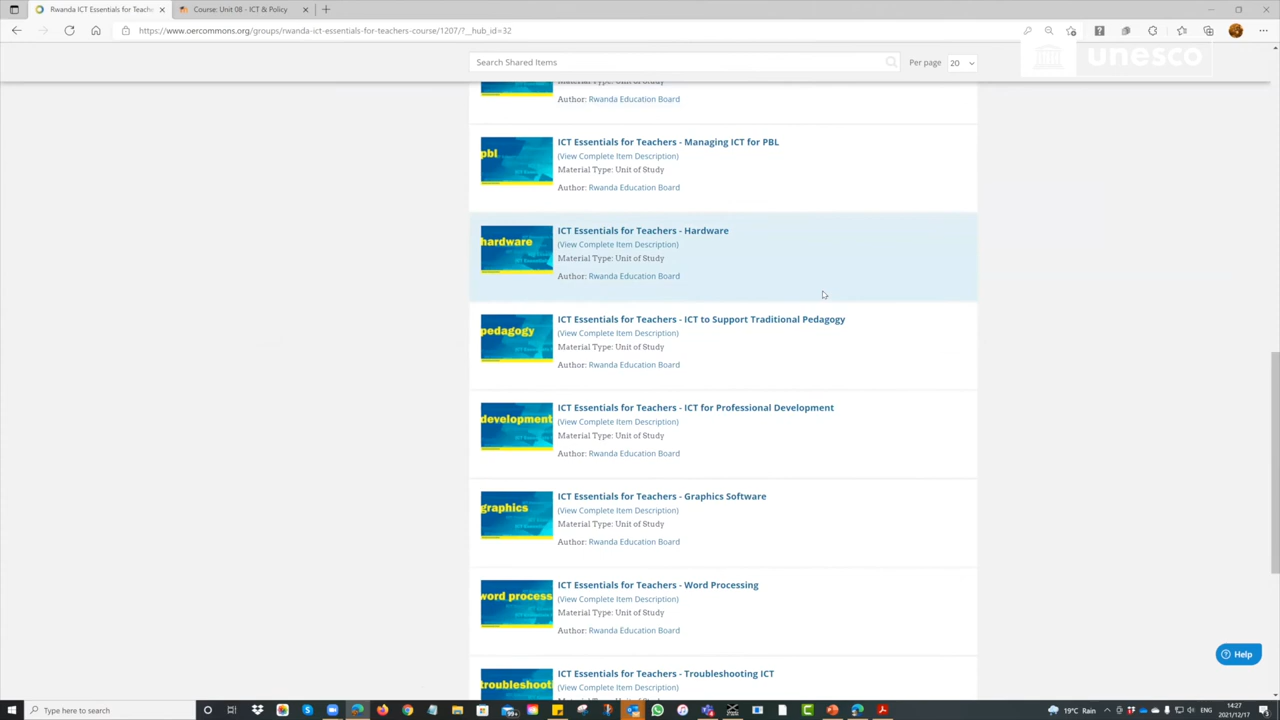 Rwanda ICT Essentials for Teache
Course: Unit 08 - ICT & Policy
https://www.oercommons.org/groups/rwanda-ict-essentials-for-teachers-course/1207/?__hub_id=32
Search Shared Items
Per page
20
unesco
Author: Rwanda Education Board
pbl
ICT Essentials for Teachers - Managing ICT for PBL
(View Complete Item Description)
Material Type: Unit of Study
Author: Rwanda Education Board
hardware
ICT Essentials for Teachers - Hardware
(View Complete Item Description)
Material Type: Unit of Study
Author: Rwanda Education Board
pedagogy
ICT Essentials for Teachers - ICT to Support Traditional Pedagogy
(View Complete Item Description)
Material Type: Unit of Study
Author: Rwanda Education Board
development
ICT Essentials for Teachers - ICT for Professional Development
(View Complete Item Description)
Material Type: Unit of Study
Author: Rwanda Education Board
graphics
ICT Essentials for Teachers - Graphics Software
(View Complete Item Description)
Material Type: Unit of Study
Author: Rwanda Education Board
word process
ICT Essentials for Teachers - Word Processing
(View Complete Item Description)
Material Type: Unit of Study
Author: Rwanda Education Board
troubleshoot
ICT Essentials for Teachers - Troubleshooting ICT
(View Complete Item Description)
Help
Type here to search
19°C Rain
14:27
2021/12/17